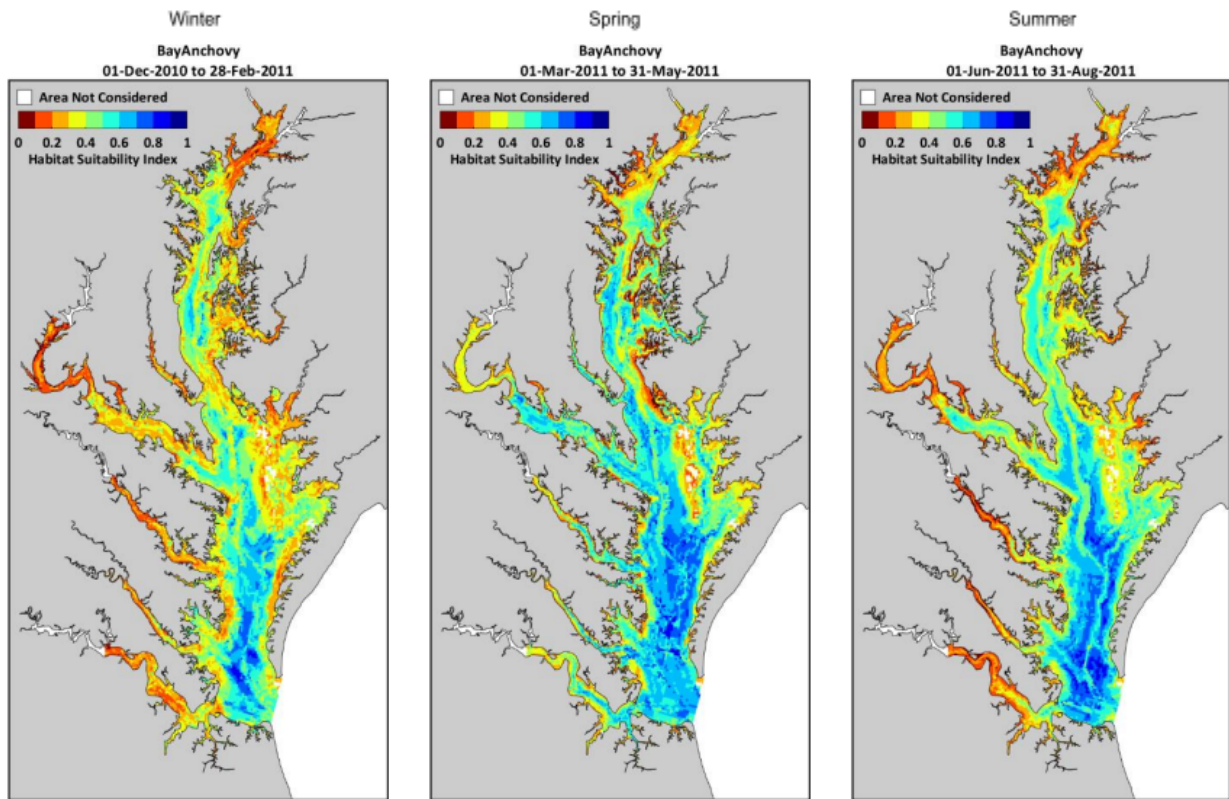 Winter
BayAnchovy
01-Dec-2010 to 28-Feb-2011
Area Not Considered
0 0.2 0.4 0.6 0.8 1
Habitat Suitability Index
Spring
BayAnchovy
01-Mar-2011 to 31-May-2011
Area Not Considered
0 0.2 0.4 0.6 0.8 1
Habitat Suitability Index
Summer
BayAnchovy
01-Jun-2011 to 31-Aug-2011
Area Not Considered
0 0.2 0.4 0.6 0.8 1
Habitat Suitability Index